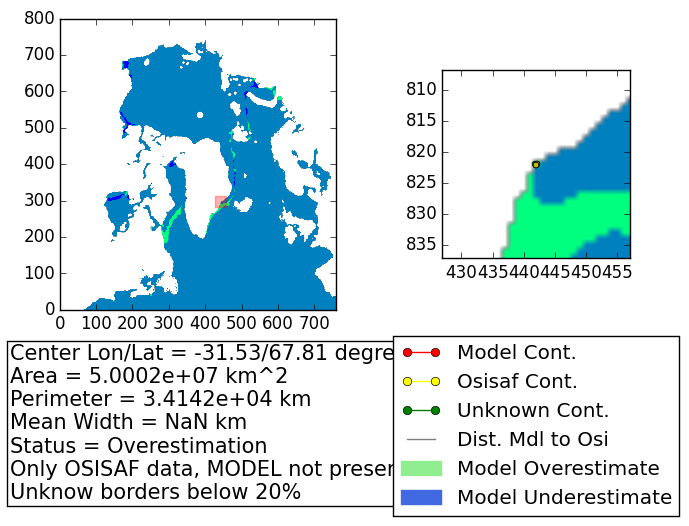 800
700
600
500
400
300
200
100
0
0 100 200 300 400 500 600 700
810
815
820
825
830
835
430 435 440 445 450 455
Center Lon/Lat = -31.53/67.81 degre
Area = 5.0002e+07 km^2
Perimeter = 3.4142e+04 km
Mean Width = NaN km
Status = Overestimation
Only OSISAF data, MODEL not presen
Unknow borders below 20%
Model Cont.
Osisaf Cont.
Unknown Cont.
Dist. Mdl to Osi
Model Overestimate
Model Underestimate